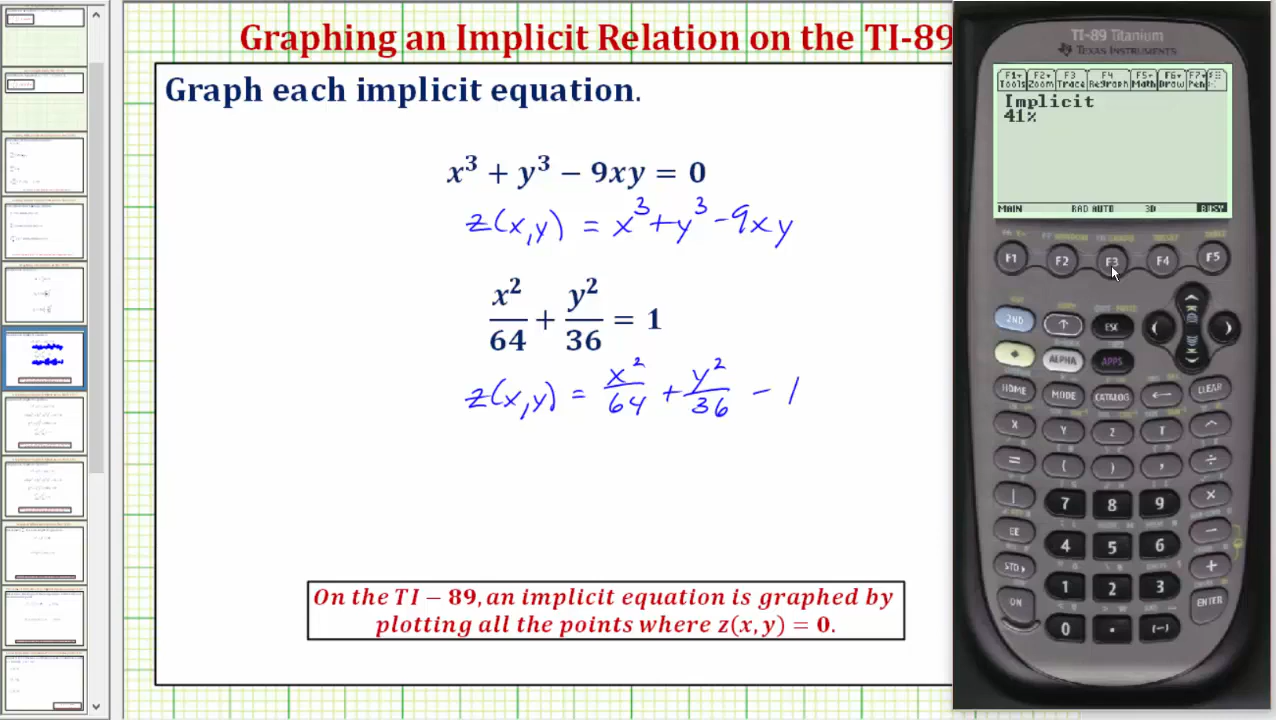 Graphing an Implicit Relation on the TI-89
Graph each implicit equation.
x³ + y³ − 9xy = 0
z(x,y) = x³ + y³ − 9xy
x²/64 + y²/36 = 1
z(x,y) = x²/64 + y²/36 − 1
On the TI − 89, an implicit equation is graphed by
plotting all the points where z(x, y) = 0.
TI-89 Titanium
TEXAS INSTRUMENTS
F1 F2 F3 F4 F5 F6 F7
Tools Zoom Trace Regraph Math Draw Pen
Implicit
41%
MAIN RAD AUTO 3D BUSY
F1 F2 F3 F4 F5
2ND ↑ ESC
ALPHA APPS
HOME MODE CATALOG ← CLEAR
X Y Z T ^
= ( ) , ÷
| 7 8 9 ×
EE 4 5 6 −
STO▸ 1 2 3 +
ON 0 . (−) ENTER